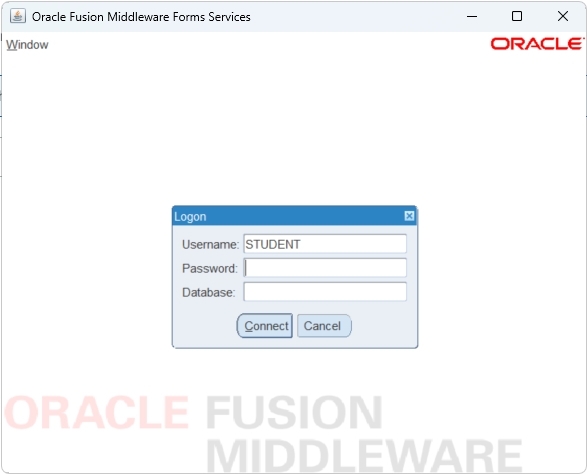 Oracle Fusion Middleware Forms Services
Window
ORACLE
Logon
Username: STUDENT
Password:
Database:
Connect Cancel
ORACLE FUSION
MIDDLEWARE